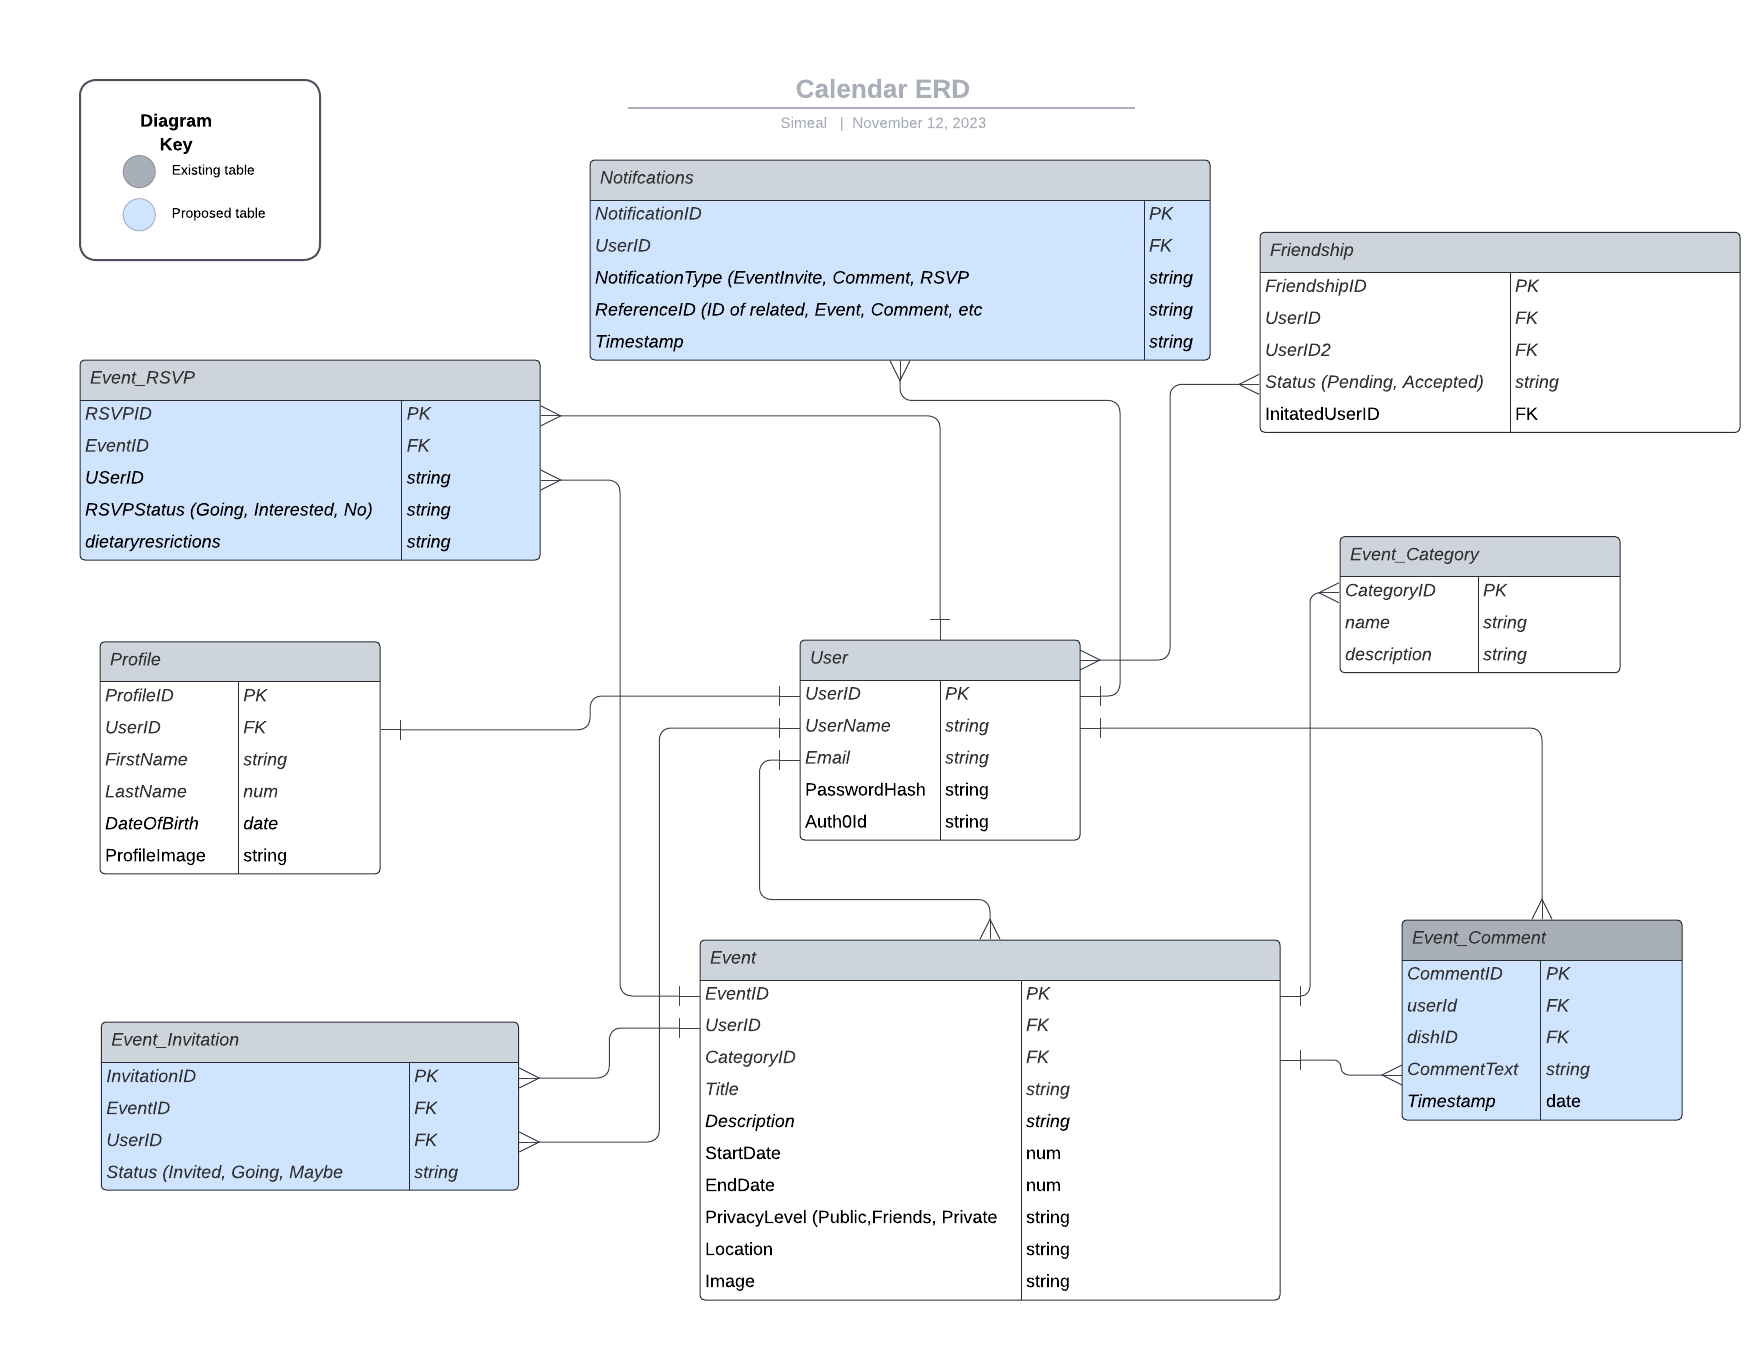 Calendar ERD
Simeal | November 12, 2023
Diagram
Key
Existing table
Proposed table
Notifcations
NotificationID PK
UserID FK
NotificationType (EventInvite, Comment, RSVP string
ReferenceID (ID of related, Event, Comment, etc string
Timestamp string
Friendship
FriendshipID PK
UserID FK
UserID2 FK
Status (Pending, Accepted) string
InitatedUserID FK
Event_RSVP
RSVPID PK
EventID FK
USerID string
RSVPStatus (Going, Interested, No) string
dietaryresrictions string
Event_Category
CategoryID PK
name string
description string
Profile
ProfileID PK
UserID FK
FirstName string
LastName num
DateOfBirth date
ProfileImage string
User
UserID PK
UserName string
Email string
PasswordHash string
Auth0Id string
Event_Comment
CommentID PK
userId FK
dishID FK
CommentText string
Timestamp date
Event
EventID PK
UserID FK
CategoryID FK
Title string
Description string
StartDate num
EndDate num
PrivacyLevel (Public,Friends, Private string
Location string
Image string
Event_Invitation
InvitationID PK
EventID FK
UserID FK
Status (Invited, Going, Maybe string